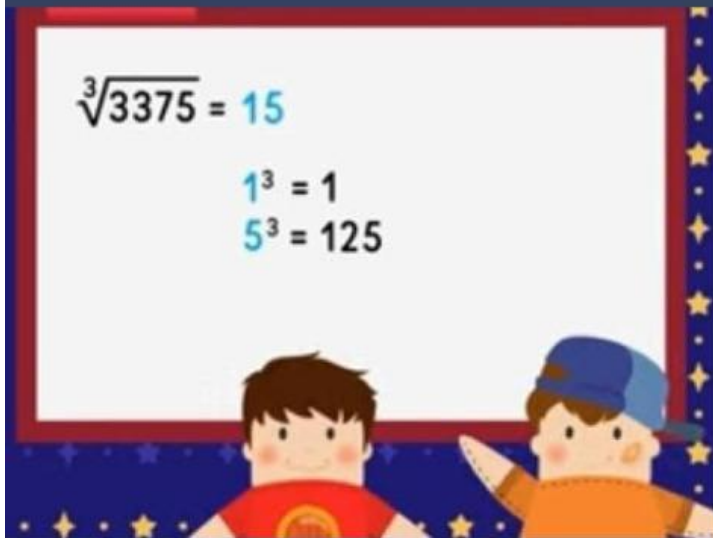 ∛3375 = 15
1³ = 1
5³ = 125